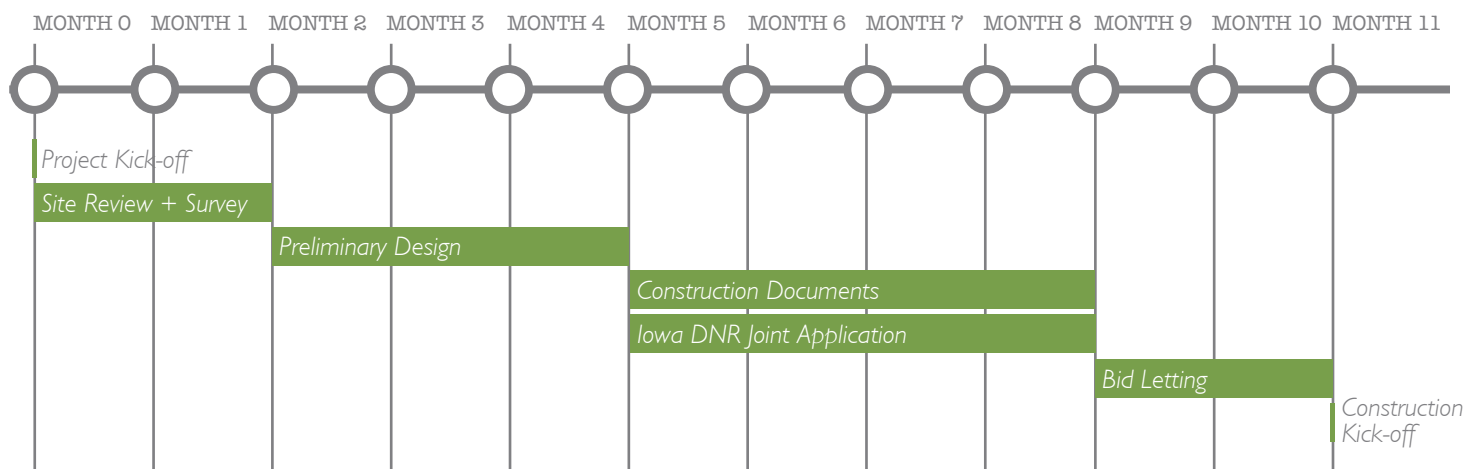 MONTH 0 MONTH 1 MONTH 2 MONTH 3 MONTH 4 MONTH 5 MONTH 6 MONTH 7 MONTH 8 MONTH 9 MONTH 10 MONTH 11
Project Kick-off
Site Review + Survey
Preliminary Design
Construction Documents
Iowa DNR Joint Application
Bid Letting
Construction
Kick-off